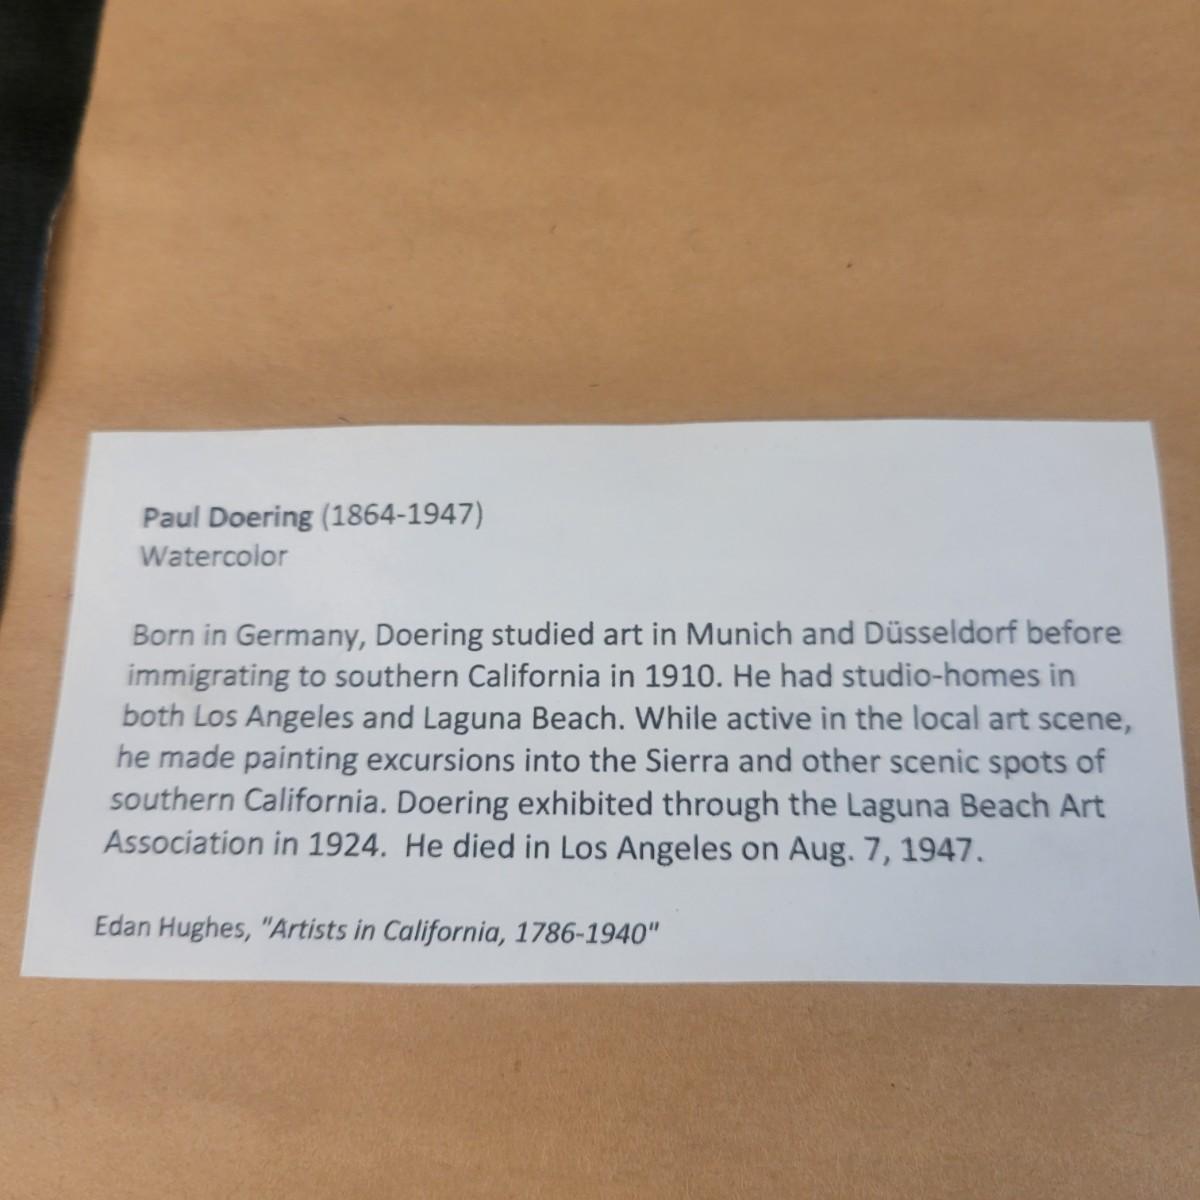 Paul Doering (1864-1947)
Watercolor
Born in Germany, Doering studied art in Munich and Düsseldorf before
immigrating to southern California in 1910. He had studio-homes in
both Los Angeles and Laguna Beach. While active in the local art scene,
he made painting excursions into the Sierra and other scenic spots of
southern California. Doering exhibited through the Laguna Beach Art
Association in 1924.  He died in Los Angeles on Aug. 7, 1947.
Edan Hughes, "Artists in California, 1786-1940"